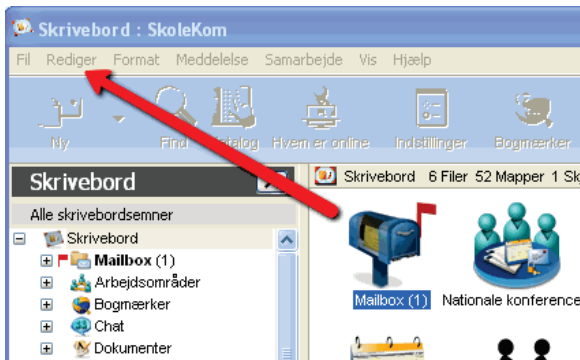 Skrivebord : SkoleKom
Fil Rediger Format Meddelelse Samarbejde Vis Hjælp
Ny Find Katalog Hvem er online Indstillinger Bogmærker
Skrivebord
Skrivebord 6 Filer 52 Mapper 1 Sk
Alle skrivebordsemner
Skrivebord
Mailbox (1)
Arbejdsområder
Bogmærker
Chat
Dokumenter
Mailbox (1) Nationale konference